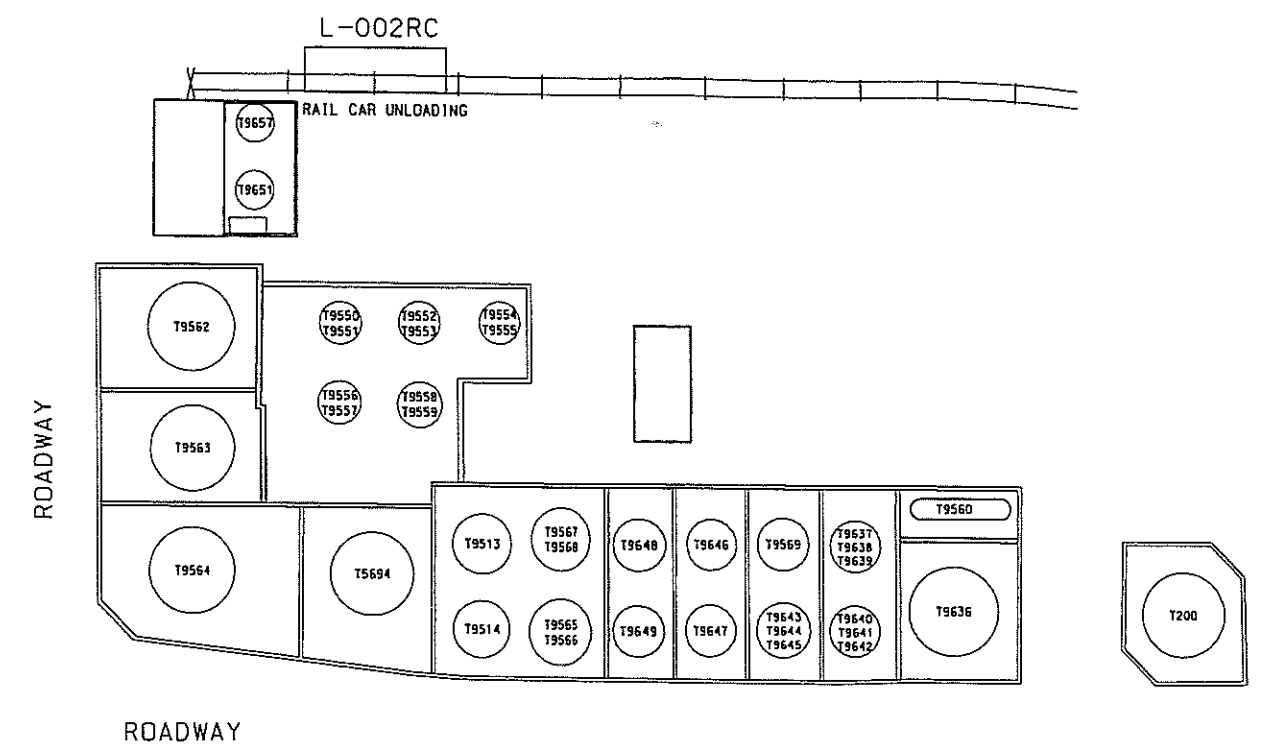 L-002RC
RAIL CAR UNLOADING
T9657
T9651
T9562
T9550
T9551
T9552
T9553
T9554
T9555
T9556
T9557
T9558
T9559
T9563
ROADWAY
T9564
T5694
T9513
T9567
T9568
T9648
T9646
T9569
T9637
T9638
T9639
T9560
T9514
T9565
T9566
T9649
T9647
T9643
T9644
T9645
T9640
T9641
T9642
T9636
T200
ROADWAY